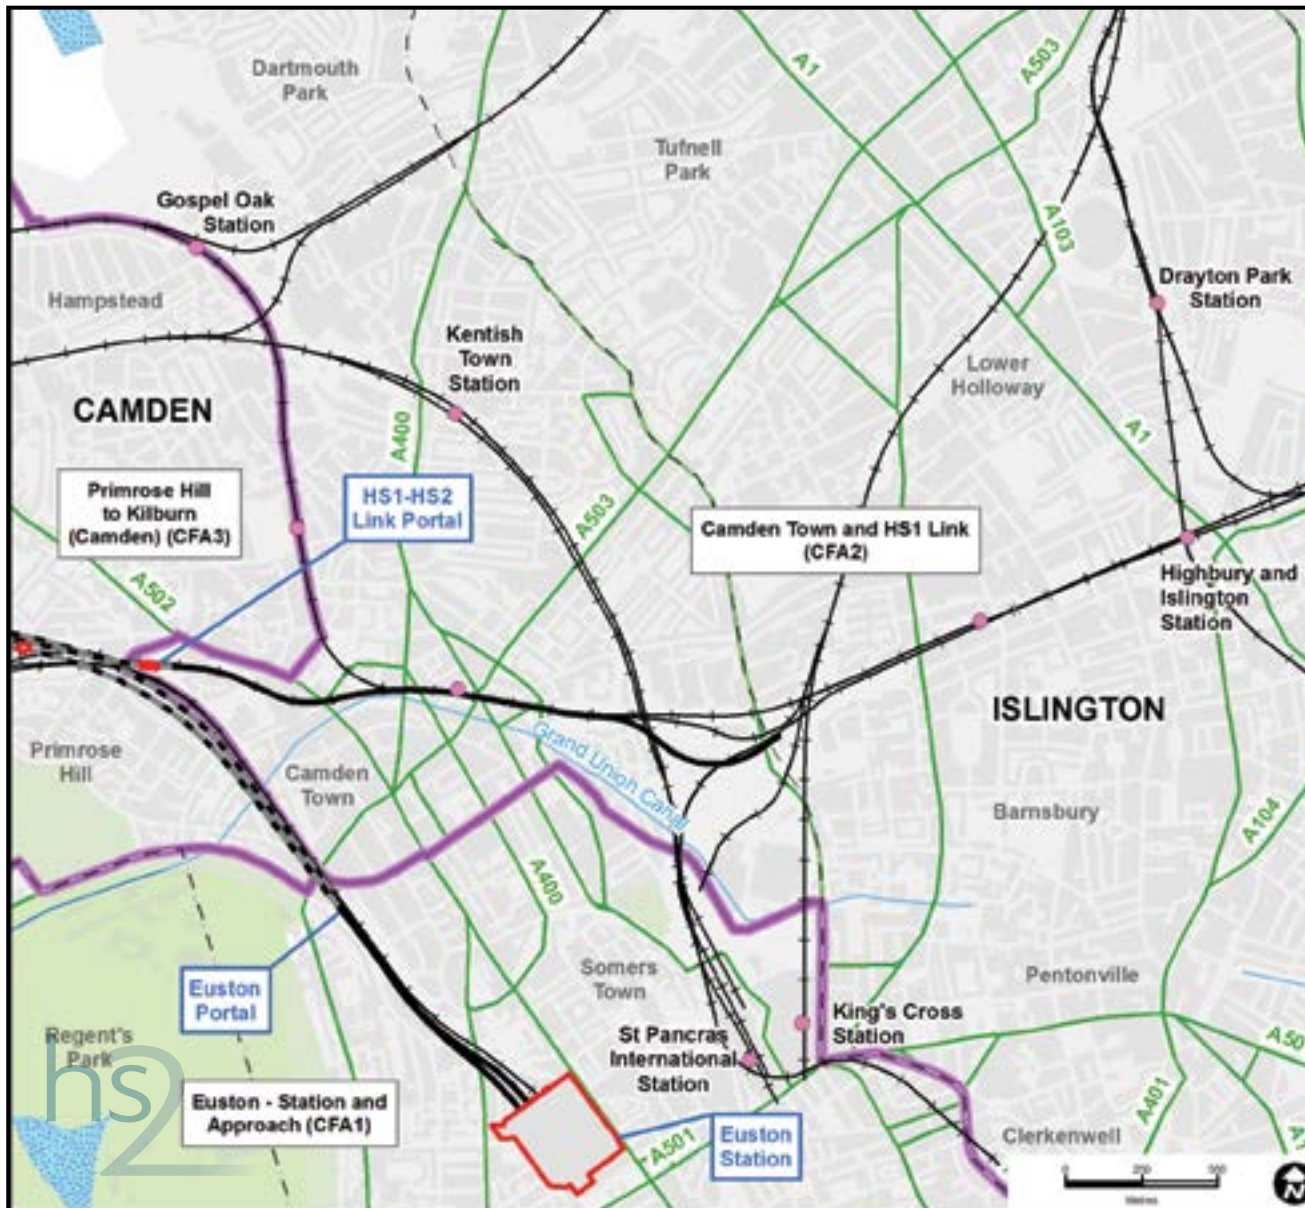 Dartmouth
Park
A1
A503
Tufnell
Park
Gospel Oak
Station
A103
Drayton Park
Station
Hampstead
Kentish
Town
Station
Lower
Holloway
CAMDEN
A400
A1
Primrose Hill
to Kilburn
(Camden) (CFA3)
HS1-HS2
Link Portal
A503
Camden Town and HS1 Link
(CFA2)
A502
Highbury and
Islington
Station
ISLINGTON
Primrose
Hill
Camden
Town
Grand Union Canal
Barnsbury
A104
A400
Somers
Town
Pentonville
Euston
Portal
King's Cross
Station
Regent's
Park
St Pancras
International
Station
hs2
Euston - Station and
Approach (CFA1)
A501
Euston
Station
A401
Clerkenwell
0
Metres
N